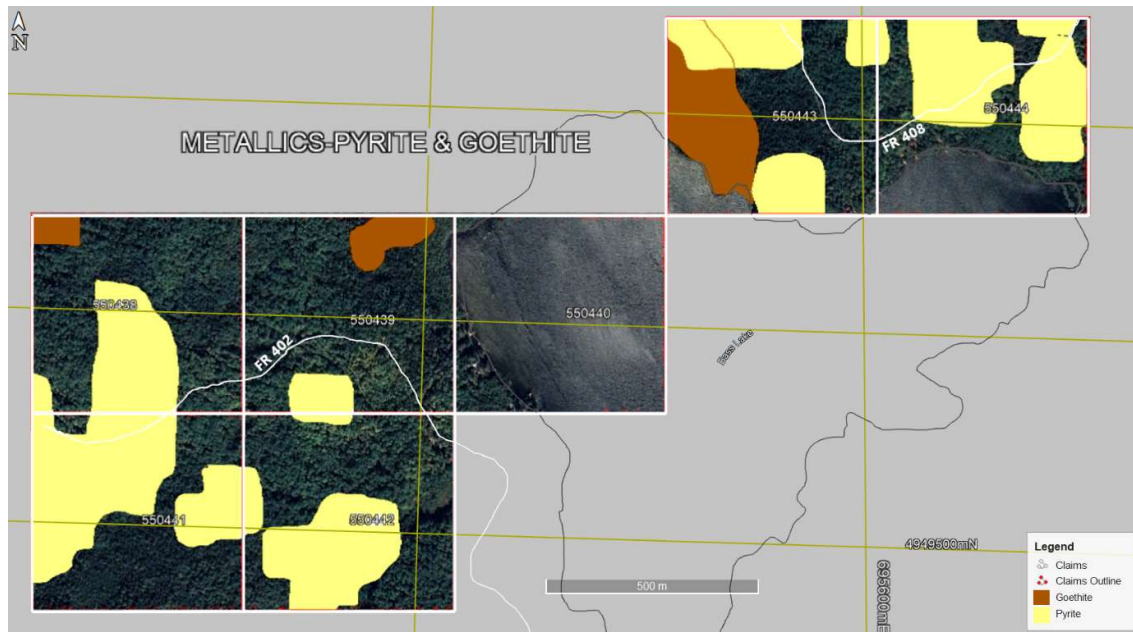 N
METALLICS-PYRITE & GOETHITE
550443
550444
FR 408
550438
550439
550440
FR 402
Bass Lake
550441
550442
4949500mN
695600mE
500 m
Legend
Claims
Claims Outline
Goethite
Pyrite